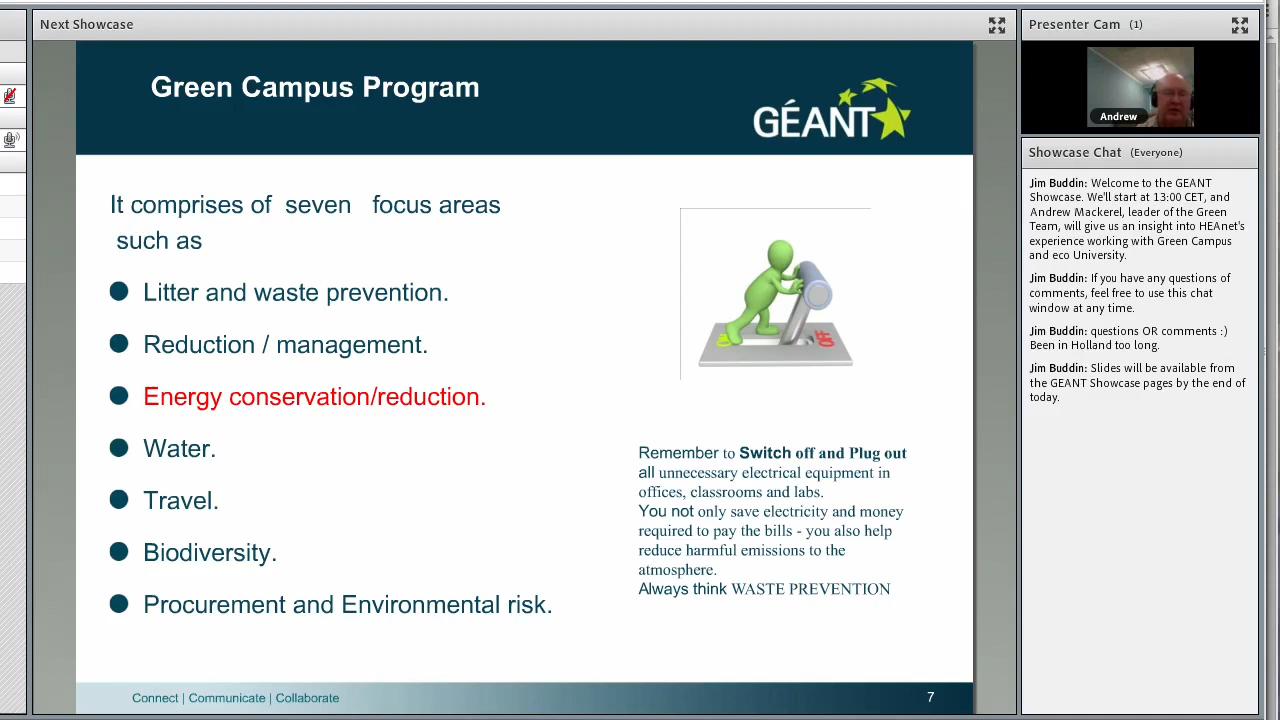 Next Showcase
Green Campus Program
GÉANT
It comprises of seven focus areas
such as
Litter and waste prevention.
Reduction / management.
Energy conservation/reduction.
Water.
Travel.
Biodiversity.
Procurement and Environmental risk.
OFF
Remember to Switch off and Plug out
all unnecessary electrical equipment in
offices, classrooms and labs.
You not only save electricity and money
required to pay the bills - you also help
reduce harmful emissions to the
atmosphere.
Always think WASTE PREVENTION
Connect | Communicate | Collaborate
7
Presenter Cam (1)
Andrew
Showcase Chat (Everyone)
Jim Buddin: Welcome to the GEANT
Showcase. We'll start at 13:00 CET, and
Andrew Mackerel, leader of the Green
Team, will give us an insight into HEAnet's
experience working with Green Campus
and eco University.
Jim Buddin: If you have any questions of
comments, feel free to use this chat
window at any time.
Jim Buddin: questions OR comments :)
Been in Holland too long.
Jim Buddin: Slides will be available from
the GEANT Showcase pages by the end of
today.